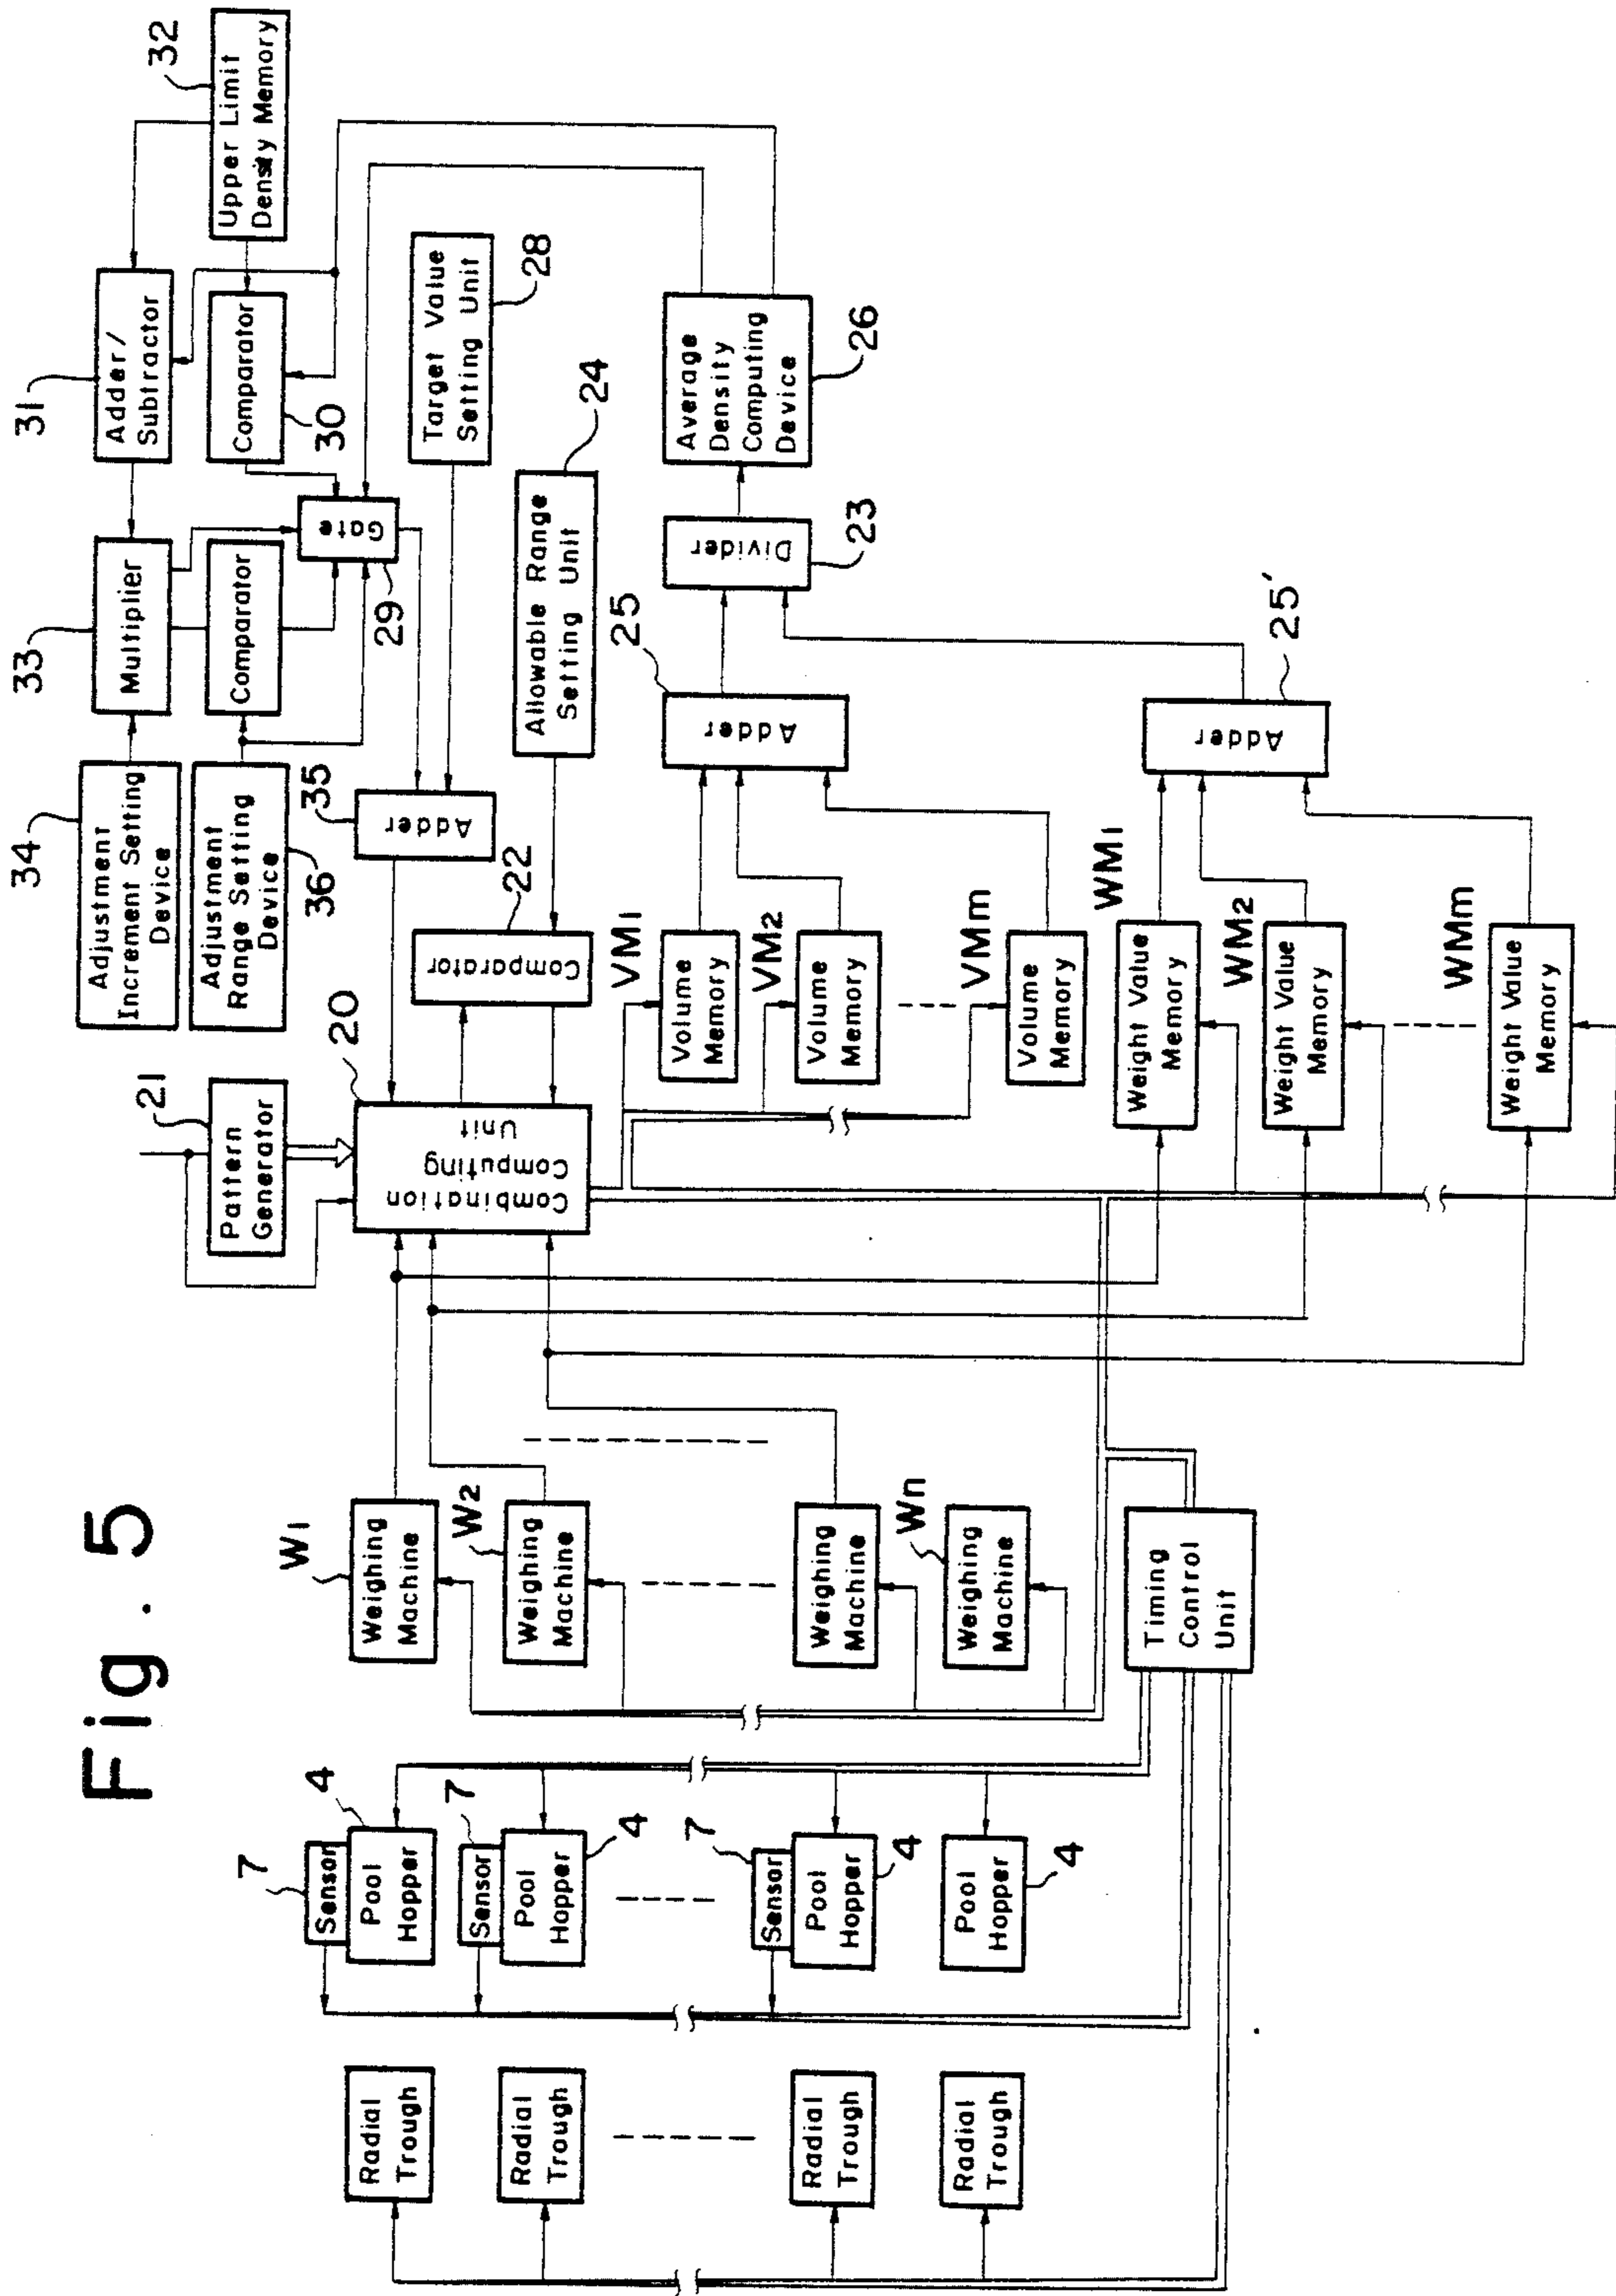 Fig. 5
Radial
Trough
Radial
Trough
Radial
Trough
Radial
Trough
7
Sensor
4
Pool
Hopper
7
Sensor
4
Pool
Hopper
7
Sensor
4
Pool
Hopper
4
Pool
Hopper
W1
Weighing
Machine
W2
Weighing
Machine
Weighing
Machine
Wn
Weighing
Machine
Timing
Control
Unit
21
Pattern
Generator
20
Combination
Computing
Unit
22
Comparator
35
Adder
34
Adjustment
Increment Setting
Device
36
Adjustment
Range Setting
Device
33
Multiplier
Comparator
29
Gate
31
Adder/
Subtractor
30
Comparator
32
Upper Limit
Density Memory
28
Target Value
Setting Unit
24
Allowable Range
Setting Unit
VM1
Volume
Memory
VM2
Volume
Memory
VMm
Volume
Memory
WM1
Weight Value
Memory
WM2
Weight Value
Memory
WMm
Weight Value
Memory
25
Adder
25'
Adder
23
Divider
26
Average
Density
Computing
Device